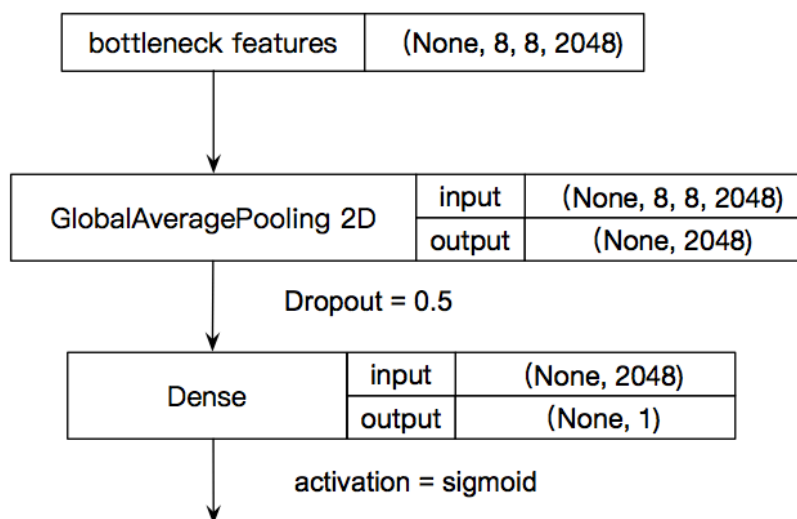 bottleneck features (None, 8, 8, 2048)
GlobalAveragePooling 2D
input (None, 8, 8, 2048)
output (None, 2048)
Dropout = 0.5
Dense
input (None, 2048)
output (None, 1)
activation = sigmoid